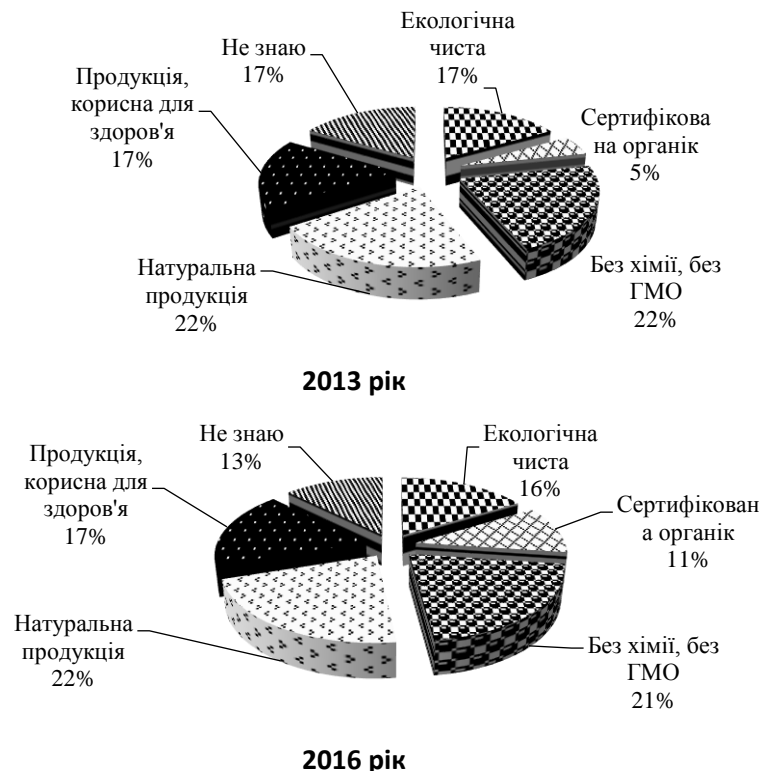 Не знаю
17%
Екологічна
чиста
17%
Продукція,
корисна для
здоров'я
17%
Сертифікова
на органік
5%
Натуральна
продукція
22%
Без хімії, без
ГМО
22%
2013 рік
Не знаю
13%
Екологічна
чиста
16%
Продукція,
корисна для
здоров'я
17%
Сертифікован
а органік
11%
Натуральна
продукція
22%
Без хімії, без
ГМО
21%
2016 рік